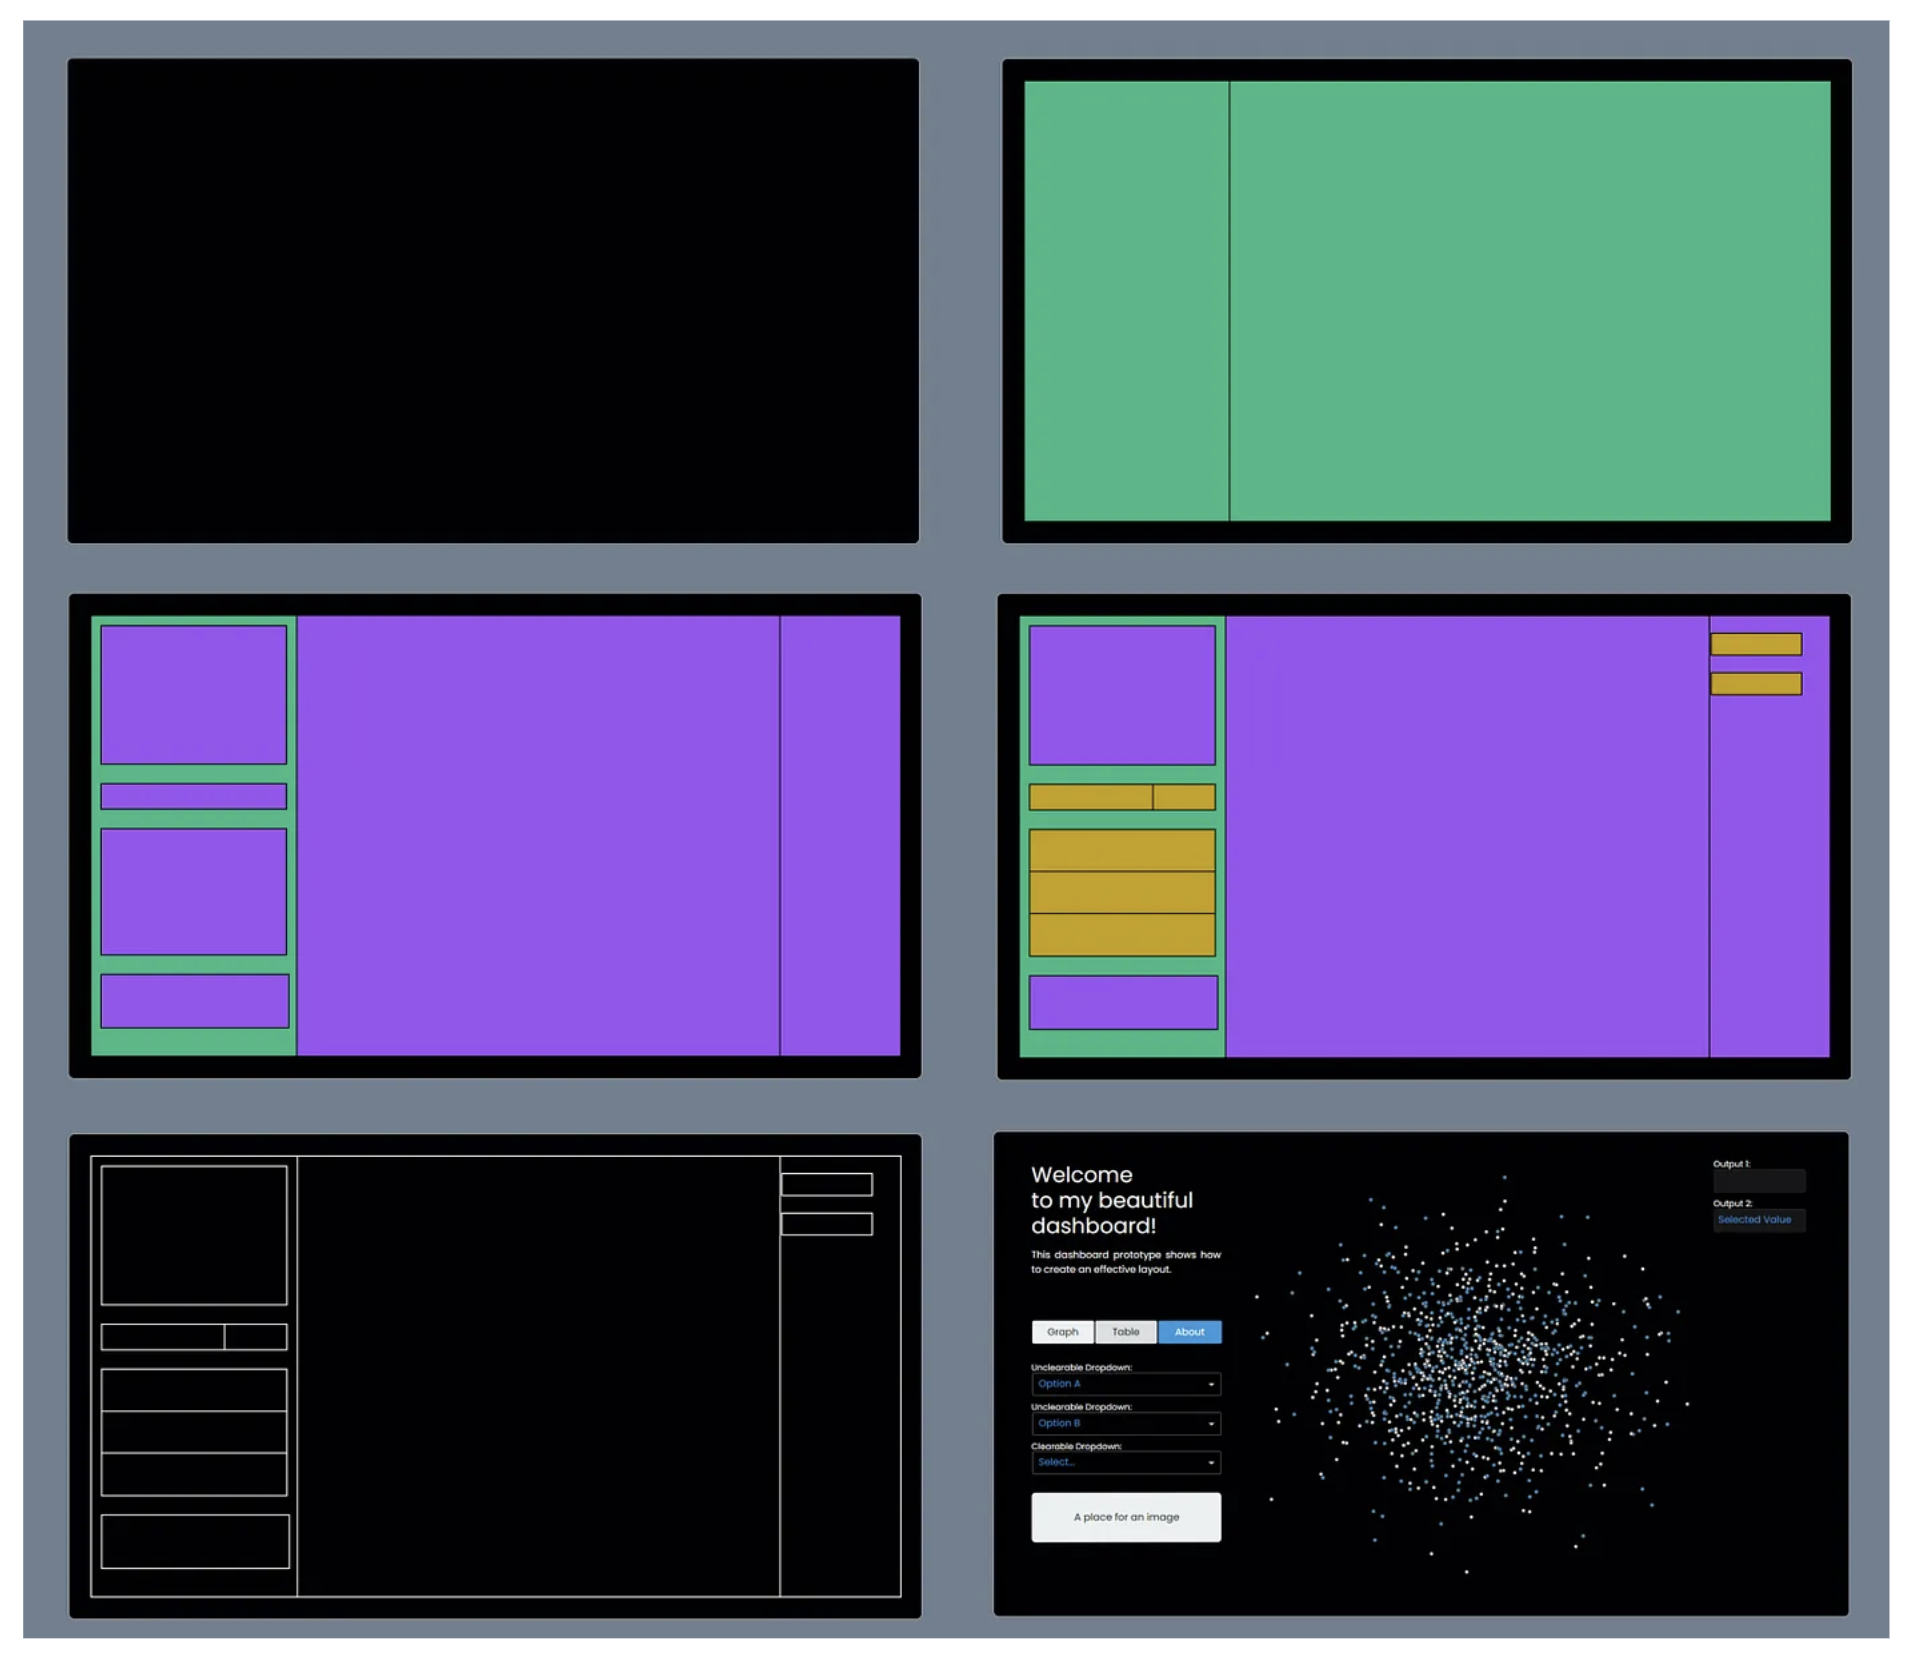 Welcome
to my beautiful
dashboard!
This dashboard prototype shows how
to create an effective layout.
Graph Table About
Unclearable Dropdown:
Option A
Unclearable Dropdown:
Option B
Clearable Dropdown:
Select...
A place for an image
Output 1:
Output 2:
Selected Value